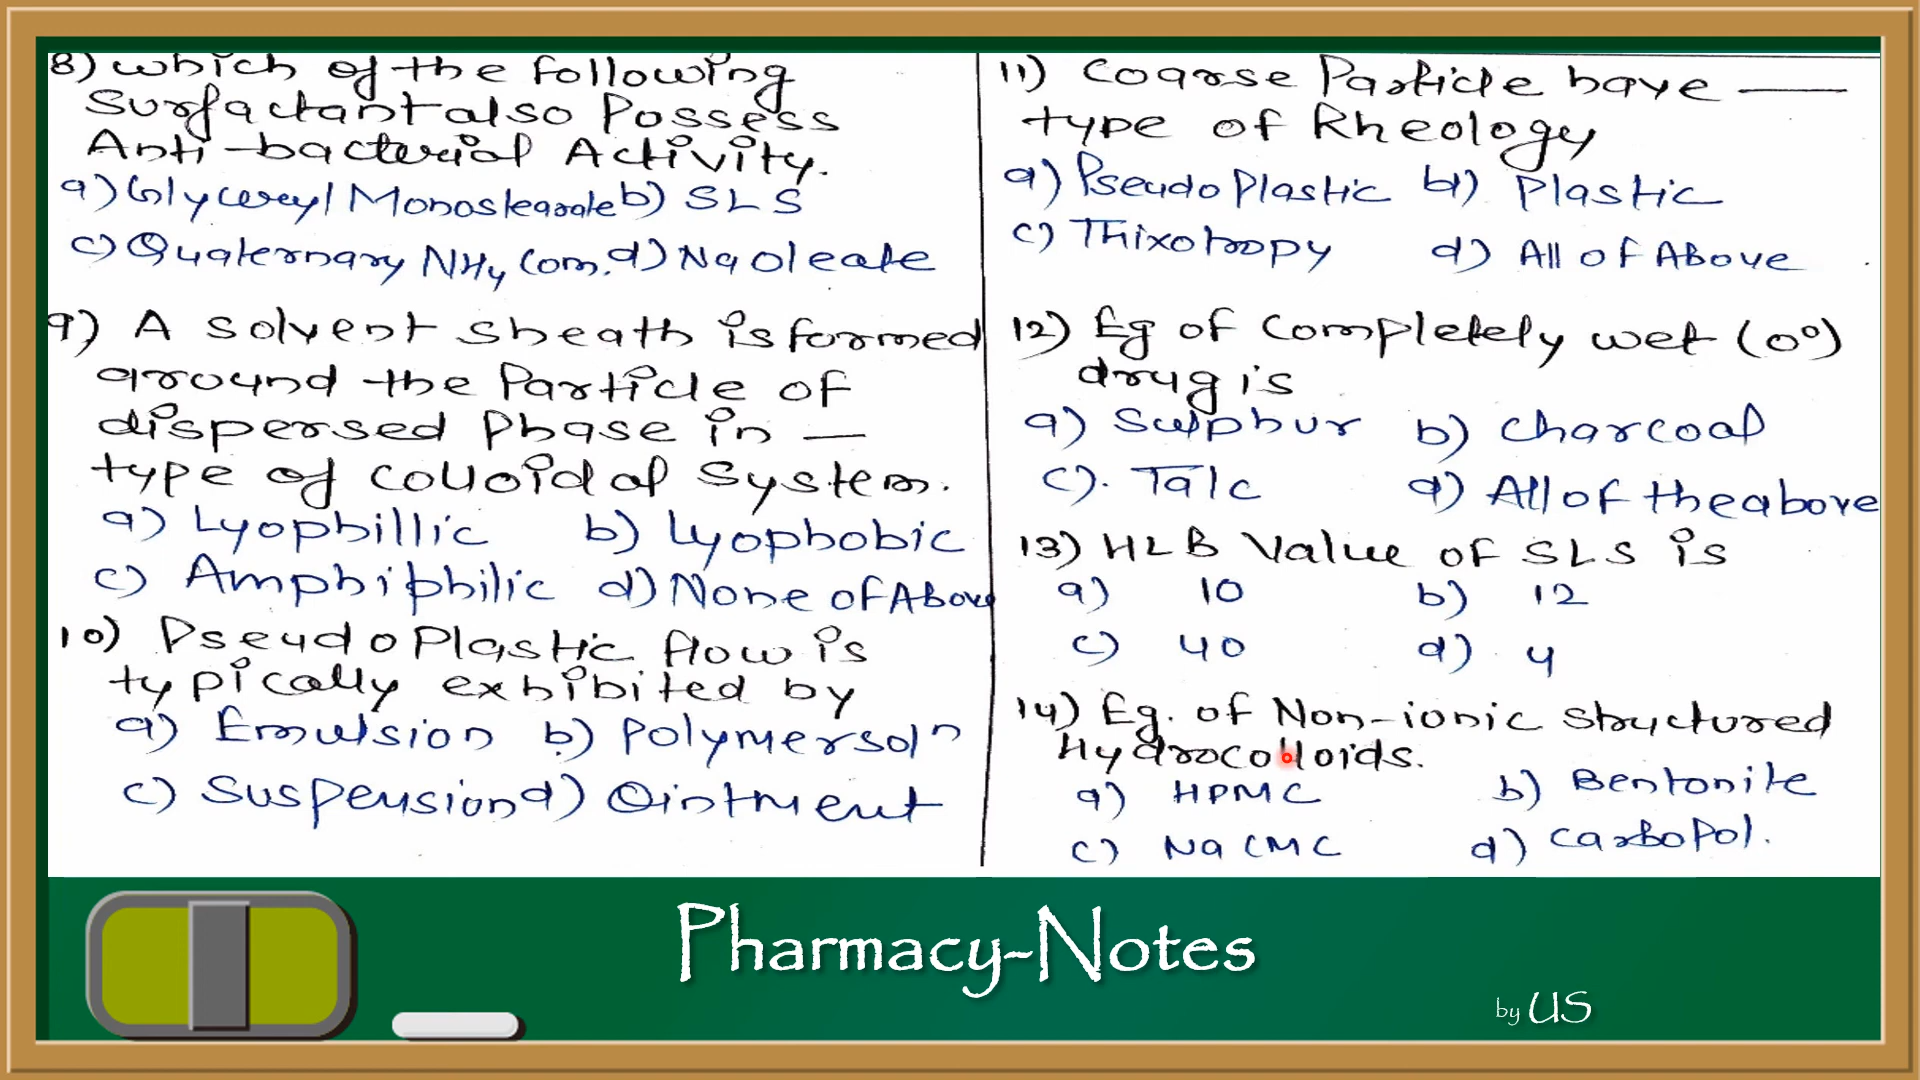 8) which of the following
Surfactant also Possess
Anti-bacterial Activity.
a) Glyceryl Monostearate b) SLS
c) Quaternary NH4 Com. d) Na oleate
9) A solvent sheath is formed
around the Particle of
dispersed Phase in —
type of colloidal System.
a) Lyophillic b) Lyophobic
c) Amphiphilic d) None of Above
10) Pseudo Plastic flow is
typically exhibited by
a) Emulsion b) Polymer soln
c) Suspension d) Ointment
11) Coarse Particle have —
type of Rheology
a) Pseudo Plastic b) Plastic
c) Thixotropy d) All of Above
12) Eg of Completely wet (0°)
drug is
a) Sulphur b) Charcoal
c). Talc d) All of the above
13) HLB Value of SLS is
a) 10 b) 12
c) 40 d) 4
14) Eg. of Non-ionic Structured
Hydrocolloids.
a) HPMC b) Bentonite
c) Na CMC d) Carbopol.
Pharmacy-Notes
by US